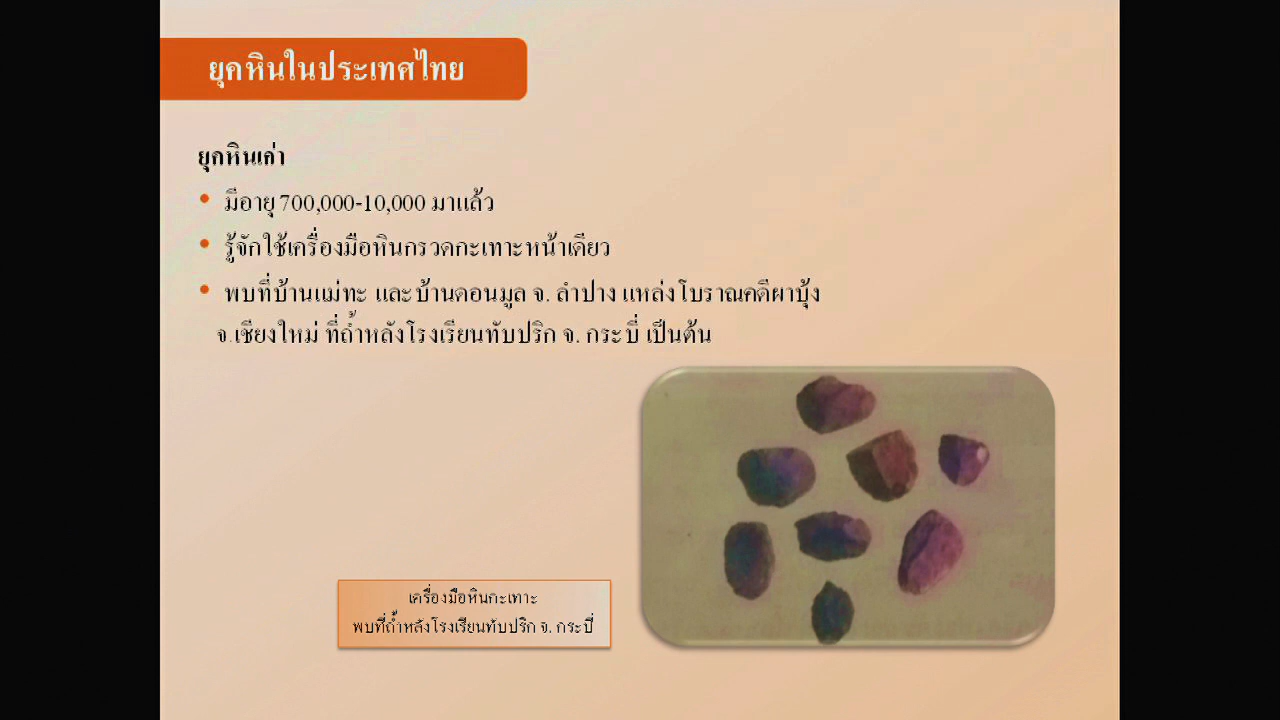 ยุคหินในประเทศไทย
ยุคหินเก่า
• มีอายุ 700,000-10,000 มาแล้ว
• รู้จักใช้เครื่องมือหินกรวดกะเทาะหน้าเดียว
• พบที่บ้านแม่ทะ และบ้านดอนมูล จ. ลำปาง แหล่งโบราณคดีผาบุ้ง
จ.เชียงใหม่ ที่ถ้ำหลังโรงเรียนทับปริก จ. กระบี่ เป็นต้น
เครื่องมือหินกะเทาะ
พบที่ถ้ำหลังโรงเรียนทับปริก จ. กระบี่